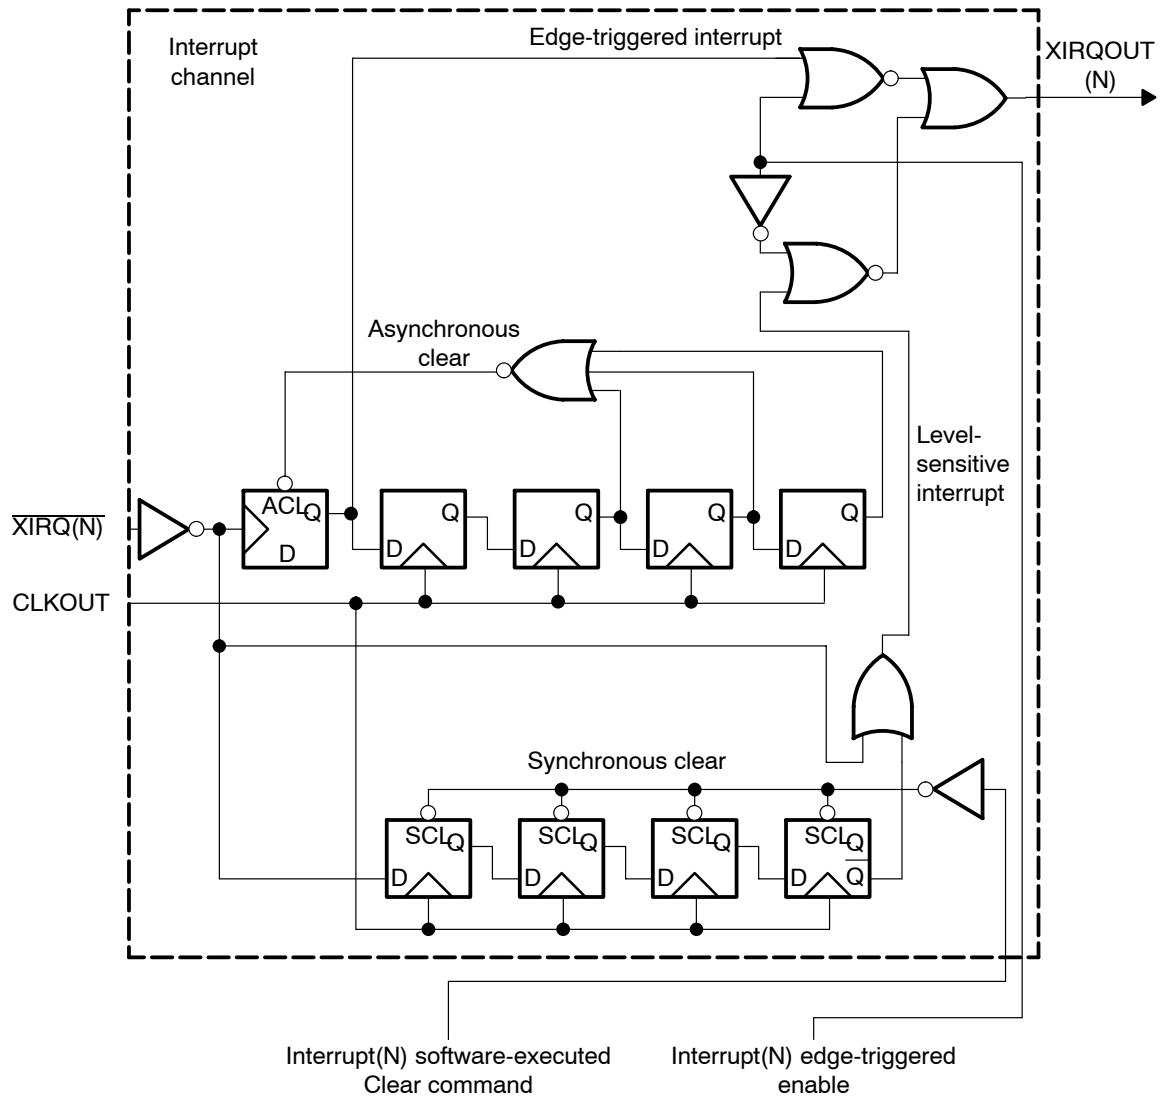 Interrupt
channel
Edge-triggered interrupt
XIRQOUT
(N)
Asynchronous
clear
Level-
sensitive
interrupt
XIRQ(N)
ACL
Q
D
Q
D
Q
D
Q
D
Q
D
CLKOUT
Synchronous clear
SCL
Q
D
SCL
Q
D
SCL
Q
D
SCL
Q
D
Q
Interrupt(N) software-executed
Clear command
Interrupt(N) edge-triggered
enable